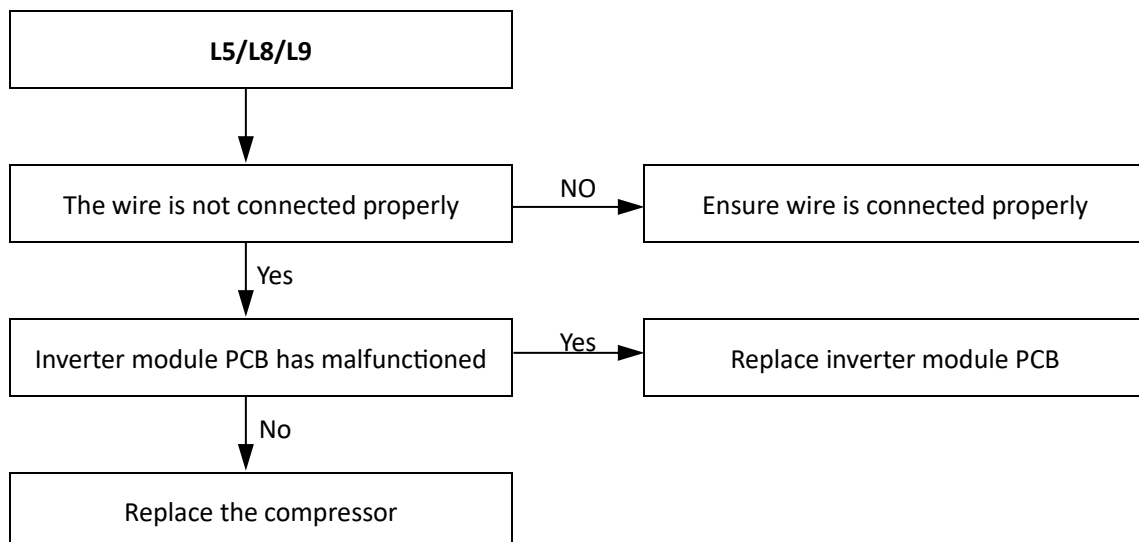 L5/L8/L9
The wire is not connected properly
NO
Ensure wire is connected properly
Yes
Inverter module PCB has malfunctioned
Yes
Replace inverter module PCB
No
Replace the compressor